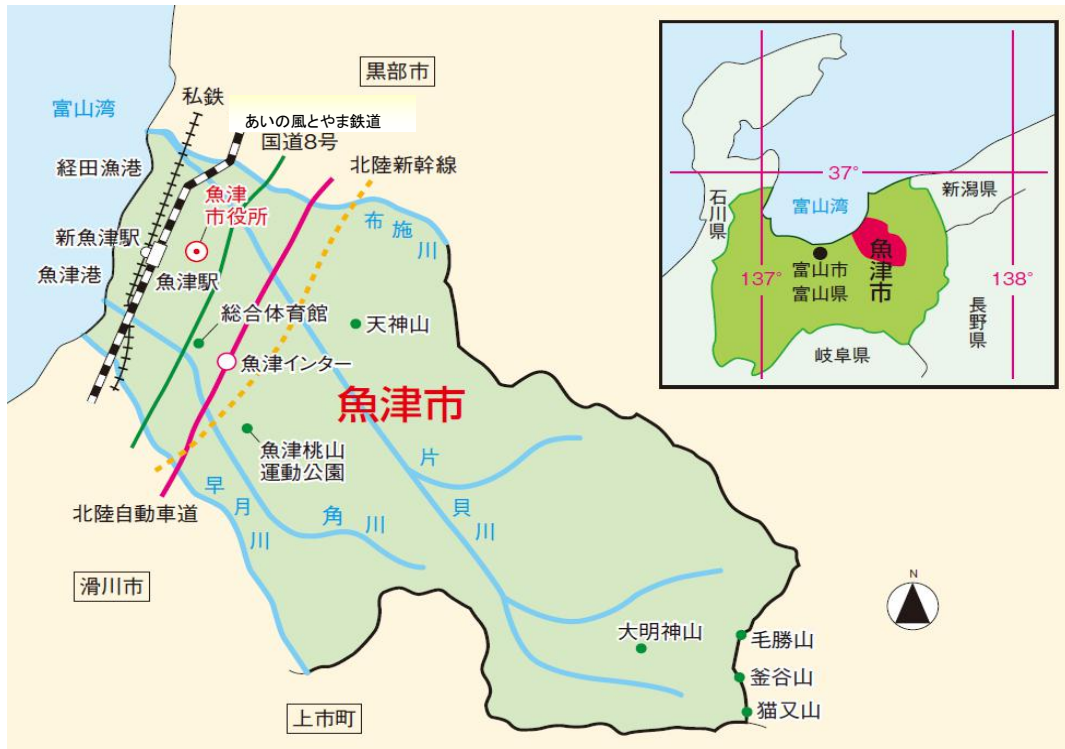 黒部市
富山湾
私鉄
あいの風とやま鉄道
国道8号
経田漁港
北陸新幹線
魚津
市役所
布施川
新魚津駅
魚津港
魚津駅
総合体育館
天神山
魚津インター
魚津市
魚津桃山
運動公園
片貝川
早月川
角川
北陸自動車道
滑川市
大明神山
毛勝山
釜谷山
猫又山
上市町
N
37°
新潟県
石川県
富山湾
魚津市
137°
富山市
富山県
138°
長野県
岐阜県